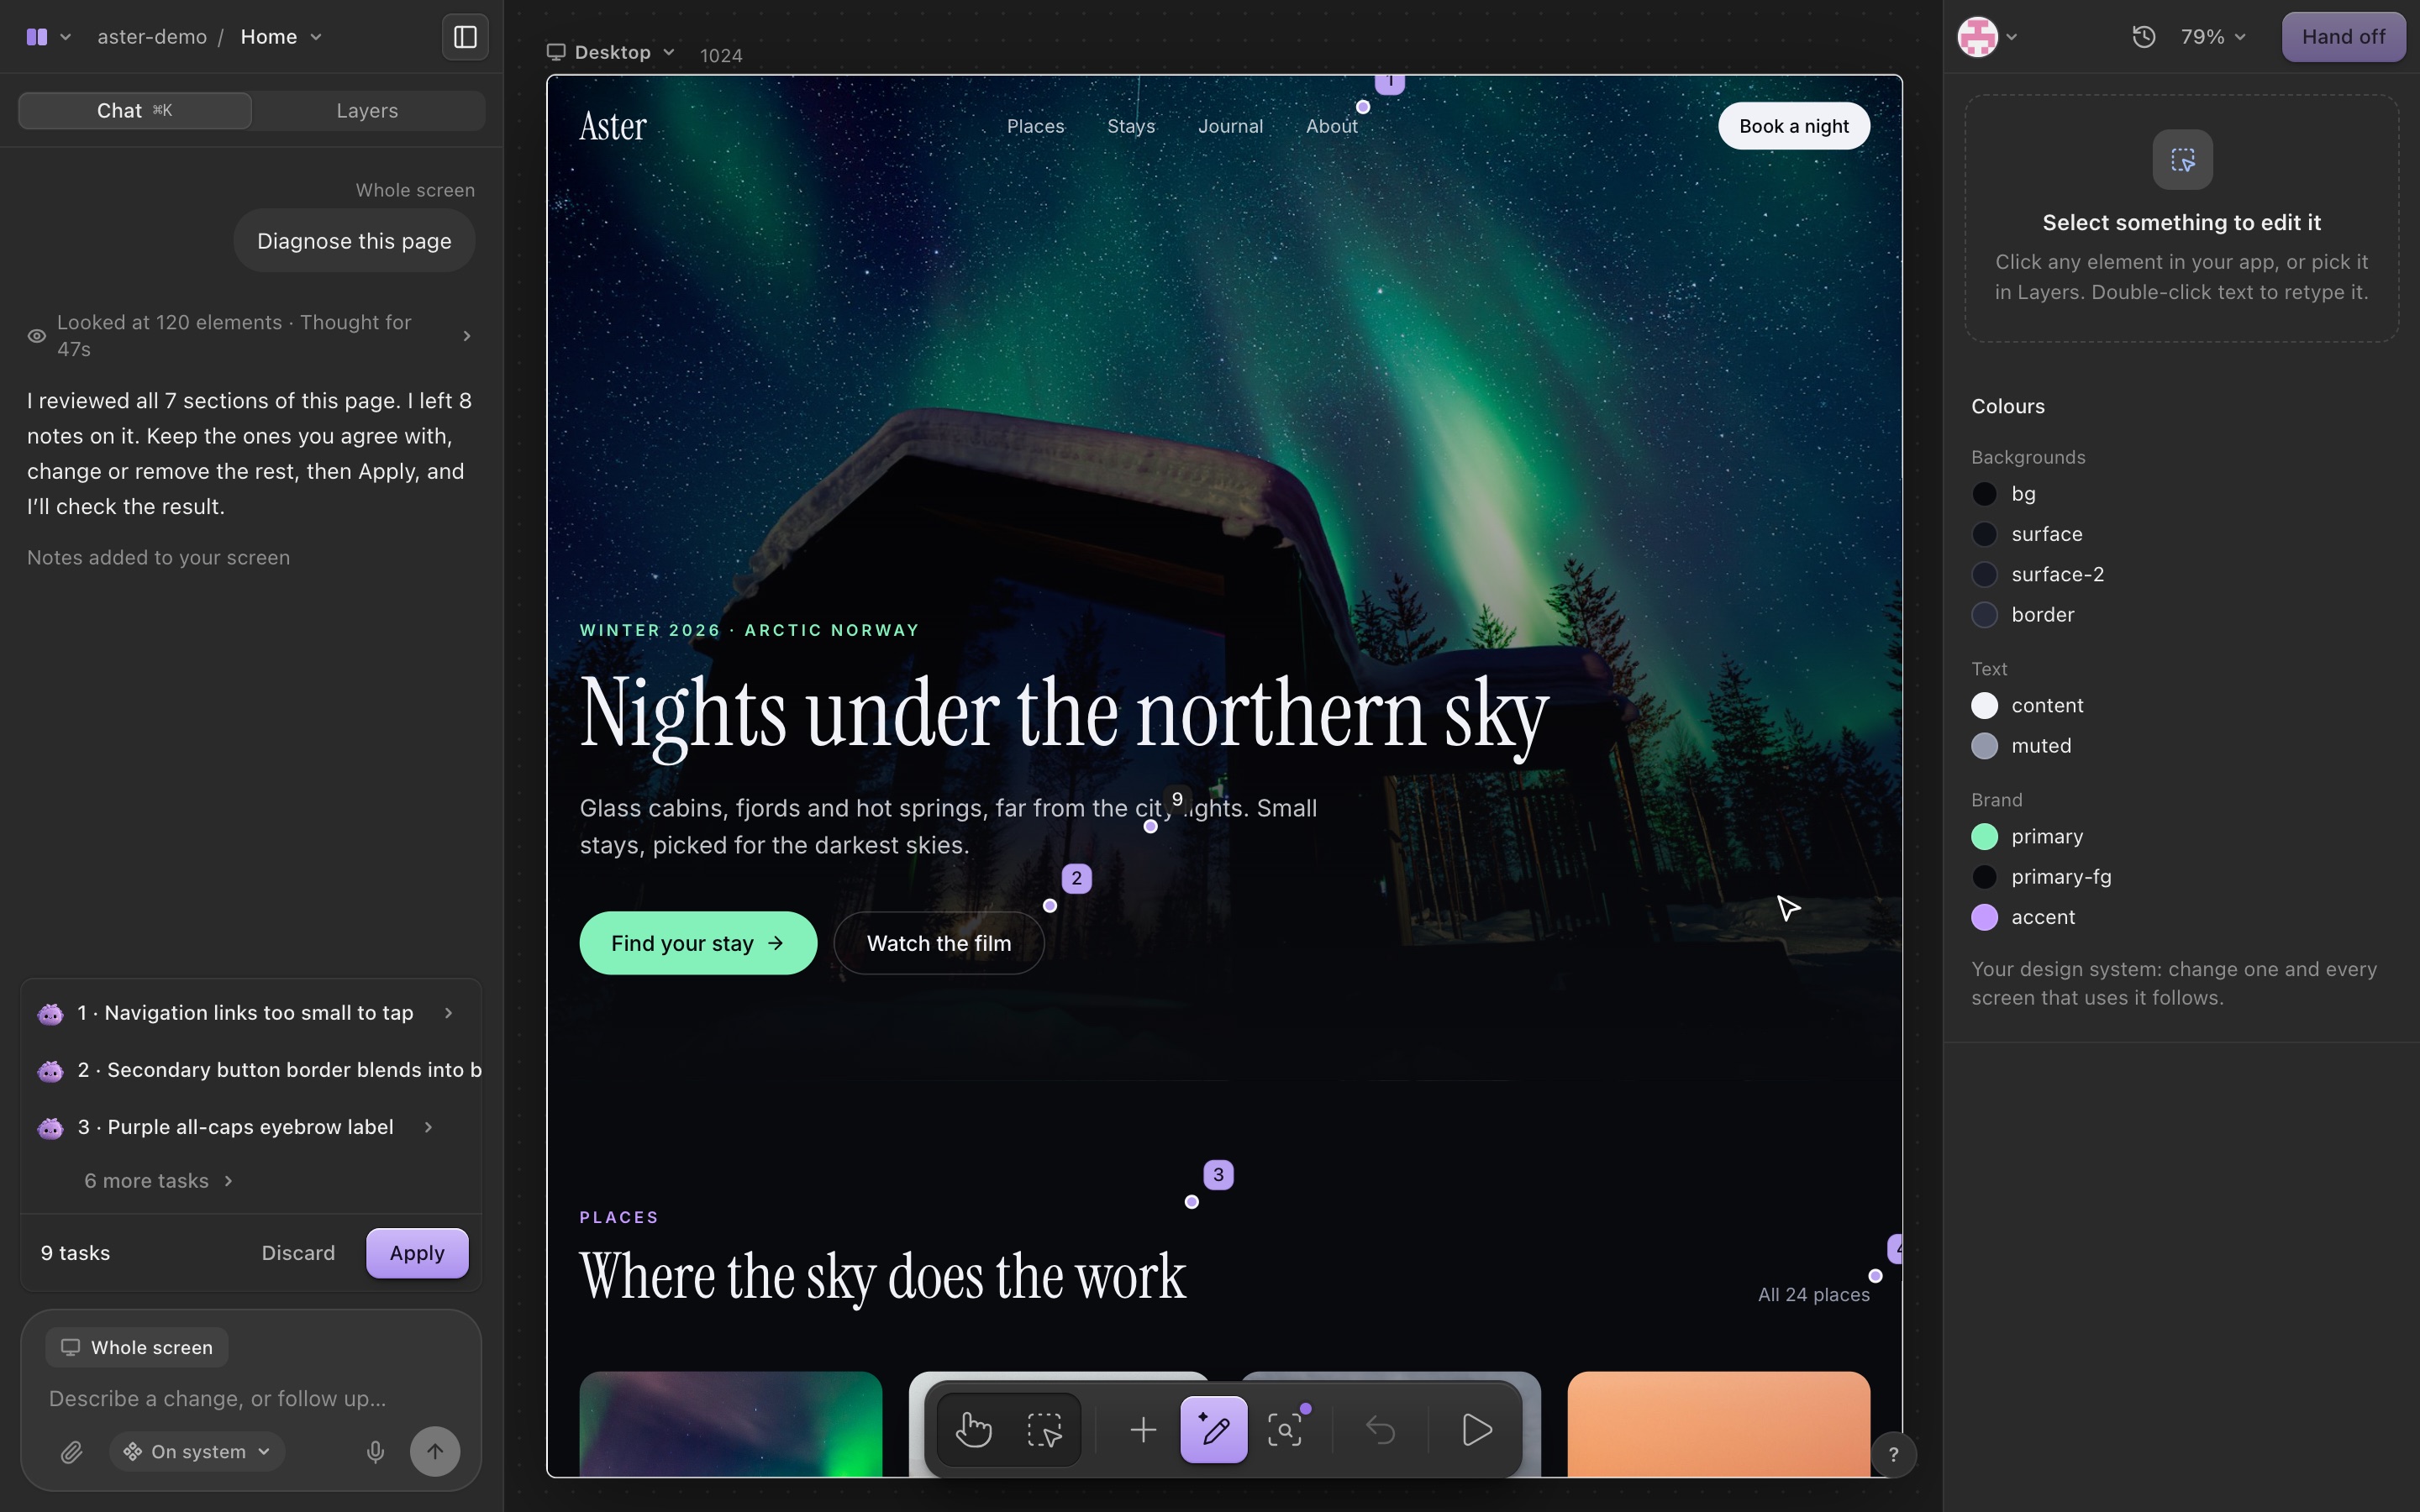 aster-demo / Home
Chat ⌘K
Layers
Whole screen
Diagnose this page
Looked at 120 elements · Thought for
47s
I reviewed all 7 sections of this page. I left 8
notes on it. Keep the ones you agree with,
change or remove the rest, then Apply, and
I’ll check the result.
Notes added to your screen
1 · Navigation links too small to tap
2 · Secondary button border blends into b
3 · Purple all-caps eyebrow label
6 more tasks
9 tasks
Discard
Apply
Whole screen
Describe a change, or follow up...
On system
Desktop
1024
1
Aster
Places
Stays
Journal
About
Book a night
WINTER 2026 · ARCTIC NORWAY
Nights under the northern sky
9
Glass cabins, fjords and hot springs, far from the city lights. Small
stays, picked for the darkest skies.
2
Find your stay →
Watch the film
3
PLACES
Where the sky does the work
4
All 24 places
?
79%
Hand off
Select something to edit it
Click any element in your app, or pick it
in Layers. Double-click text to retype it.
Colours
Backgrounds
bg
surface
surface-2
border
Text
content
muted
Brand
primary
primary-fg
accent
Your design system: change one and every
screen that uses it follows.